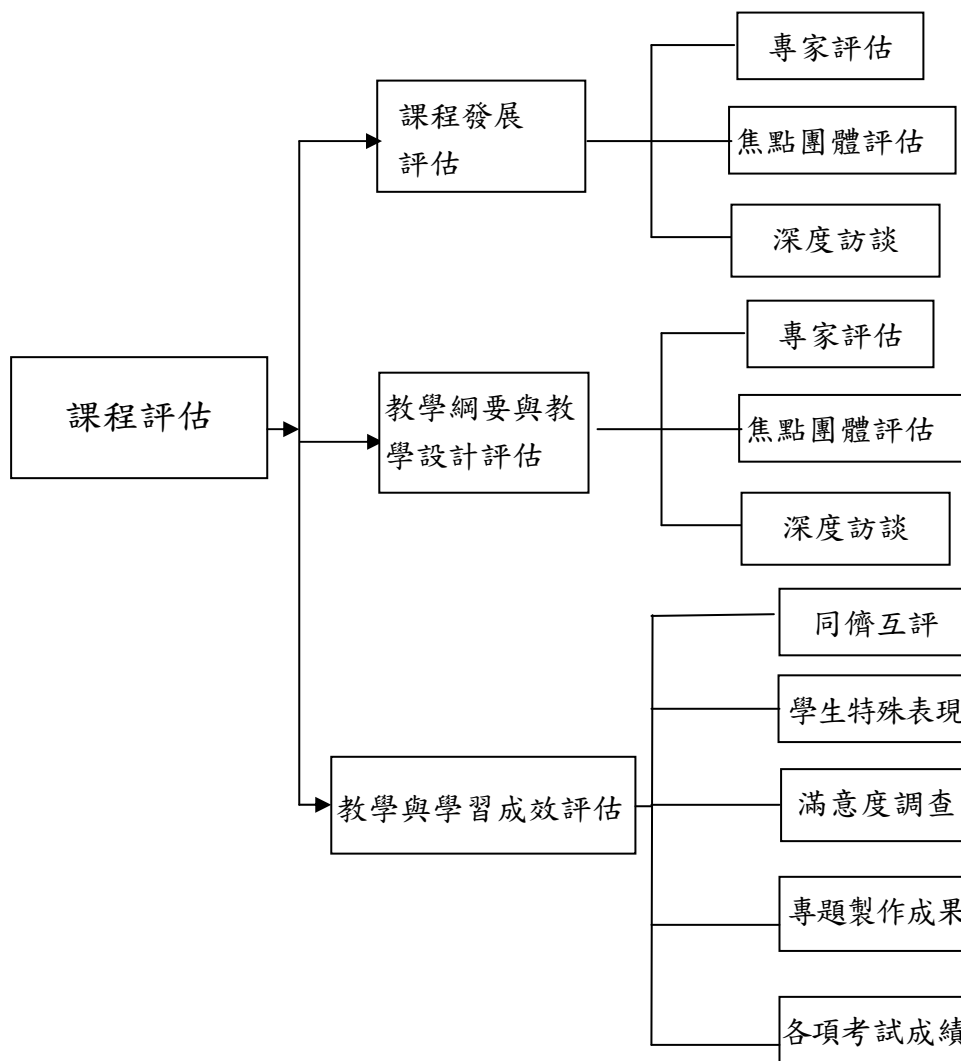 課程評估
課程發展
評估
專家評估
焦點團體評估
深度訪談
教學綱要與教
學設計評估
專家評估
焦點團體評估
深度訪談
教學與學習成效評估
同儕互評
學生特殊表現
滿意度調查
專題製作成果
各項考試成績